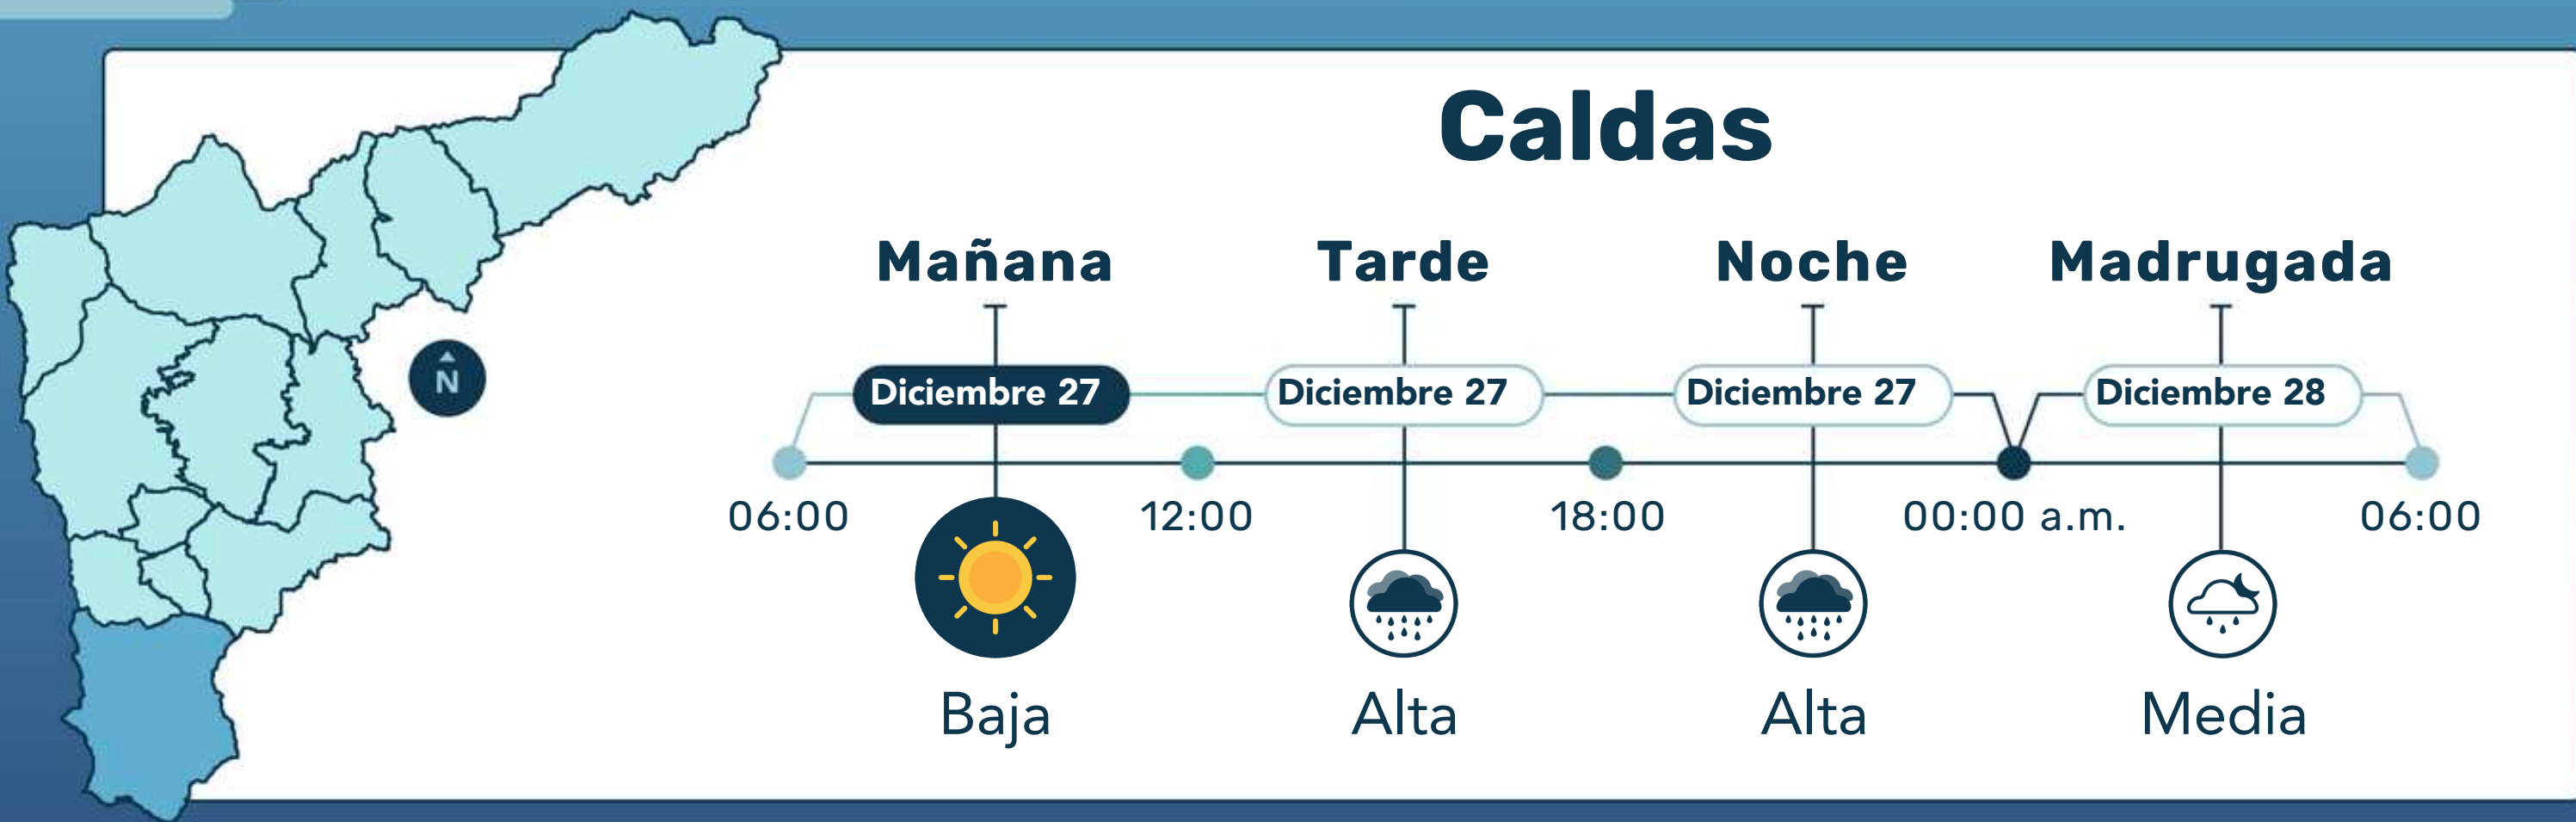 Caldas
Mañana Tarde Noche Madrugada
Diciembre 27 Diciembre 27 Diciembre 27 Diciembre 28
N
06:00 12:00 18:00 00:00 a.m. 06:00
Baja Alta Alta Media